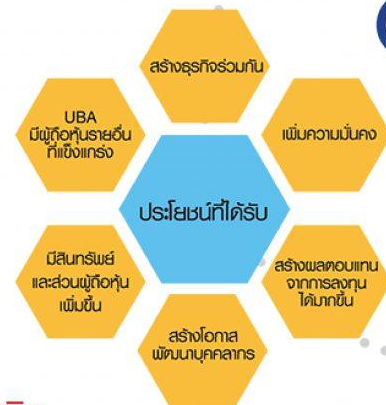 สร้างธุรกิจร่วมกัน
UBA
มีผู้ถือหุ้นรายอื่น
ที่แข็งแกร่ง
เพิ่มความมั่นคง
ประโยชน์ที่ได้รับ
มีสินทรัพย์
และส่วนผู้ถือหุ้น
เพิ่มขึ้น
สร้างผลตอบแทน
จากการลงทุน
ได้มากขึ้น
สร้างโอกาส
พัฒนาบุคคลากร